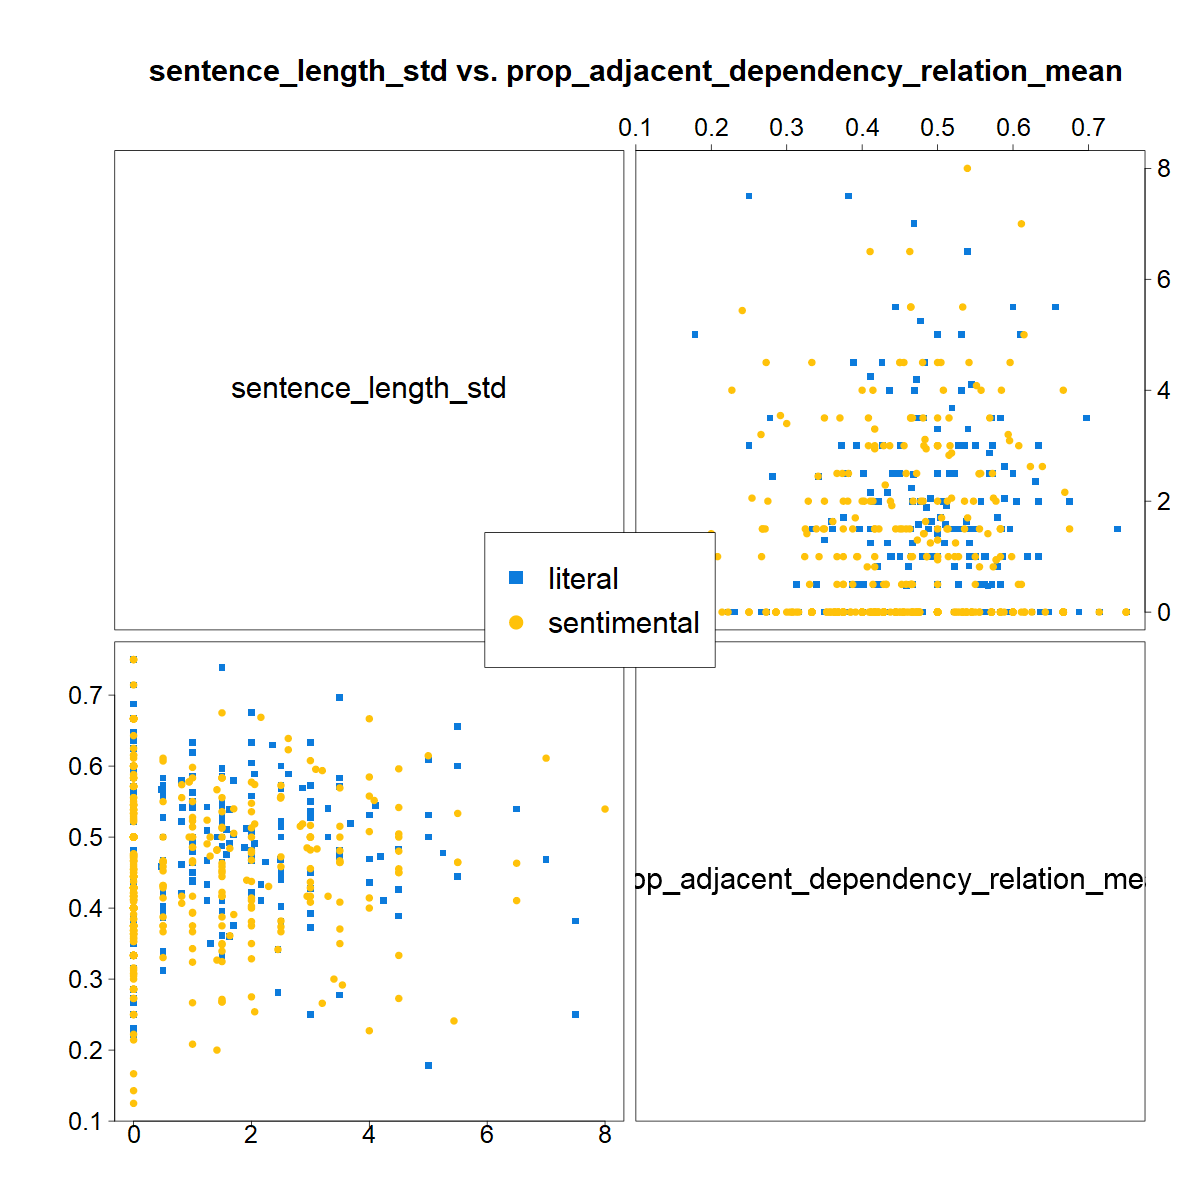 sentence_length_std vs. prop_adjacent_dependency_relation_mean
0.1 0.2 0.3 0.4 0.5 0.6 0.7
8
sentence_length_std
6
4
2
0
literal
sentimental
0.7
0.6
0.5
op_adjacent_dependency_relation_me
0.4
0.3
0.2
0.1
0 2 4 6 8